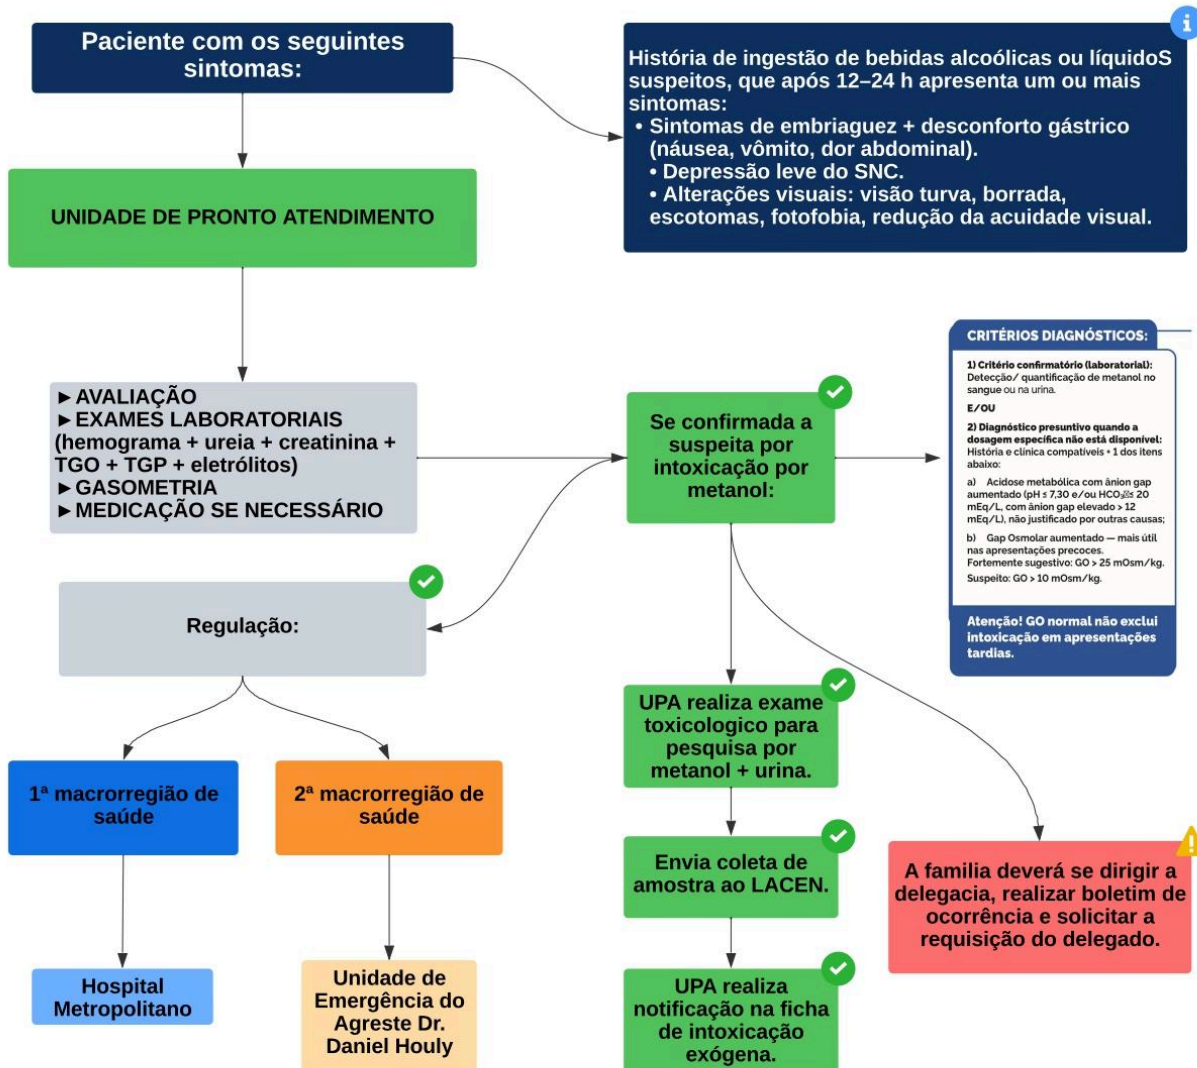 Paciente com os seguintes
sintomas:
História de ingestão de bebidas alcoólicas ou líquidoS
suspeitos, que após 12–24 h apresenta um ou mais
sintomas:
• Sintomas de embriaguez + desconforto gástrico
(náusea, vômito, dor abdominal).
• Depressão leve do SNC.
• Alterações visuais: visão turva, borrada,
escotomas, fotofobia, redução da acuidade visual.
UNIDADE DE PRONTO ATENDIMENTO
►AVALIAÇÃO
►EXAMES LABORATORIAIS
(hemograma + ureia + creatinina +
TGO + TGP + eletrólitos)
►GASOMETRIA
►MEDICAÇÃO SE NECESSÁRIO
Se confirmada a
suspeita por
intoxicação por
metanol:
CRITÉRIOS DIAGNÓSTICOS:
1) Critério confirmatório (laboratorial):
Detecção/ quantificação de metanol no
sangue ou na urina.
E/OU
2) Diagnóstico presuntivo quando a
dosagem específica não está disponível:
História e clínica compatíveis + 1 dos itens
abaixo:
a) Acidose metabólica com ânion gap
aumentado (pH ≤ 7,30 e/ou HCO₃ ≤ 20
mEq/L, com ânion gap elevado > 12
mEq/L), não justificado por outras causas;
b) Gap Osmolar aumentado — mais útil
nas apresentações precoces.
Fortemente sugestivo: GO > 25 mOsm/kg.
Suspeito: GO > 10 mOsm/kg.
Atenção! GO normal não exclui
intoxicação em apresentações
tardias.
Regulação:
1ª macrorregião de
saúde
2ª macrorregião de
saúde
Hospital
Metropolitano
Unidade de
Emergência do
Agreste Dr.
Daniel Houly
UPA realiza exame
toxicologico para
pesquisa por
metanol + urina.
Envia coleta de
amostra ao LACEN.
UPA realiza
notificação na ficha
de intoxicação
exógena.
A familia deverá se dirigir a
delegacia, realizar boletim de
ocorrência e solicitar a
requisição do delegado.